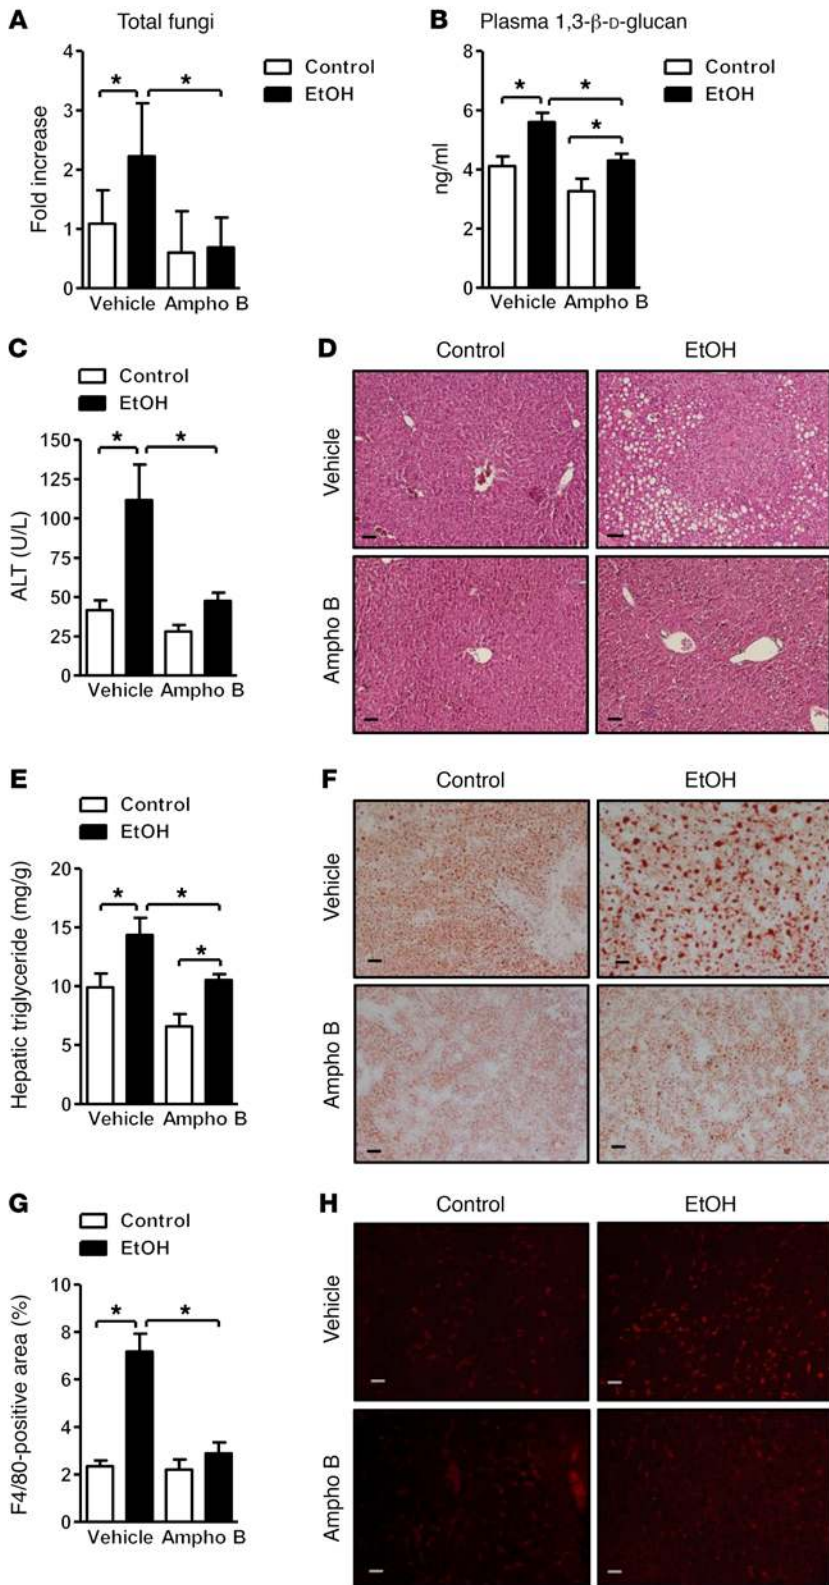 A Total fungi
4
3
2
1
0
Fold increase
* *
Control
EtOH
Vehicle Ampho B
B Plasma 1,3-β-D-glucan
8
6
4
2
0
ng/ml
* *
*
Control
EtOH
Vehicle Ampho B
C
Control
EtOH
150
125
100
75
50
25
0
ALT (U/L)
* *
Vehicle Ampho B
D Control EtOH
Vehicle
Ampho B
E
Control
EtOH
20
15
10
5
0
Hepatic triglyceride (mg/g)
* *
*
Vehicle Ampho B
F Control EtOH
Vehicle
Ampho B
G
Control
EtOH
10
8
6
4
2
0
F4/80-positive area (%)
* *
Vehicle Ampho B
H Control EtOH
Vehicle
Ampho B